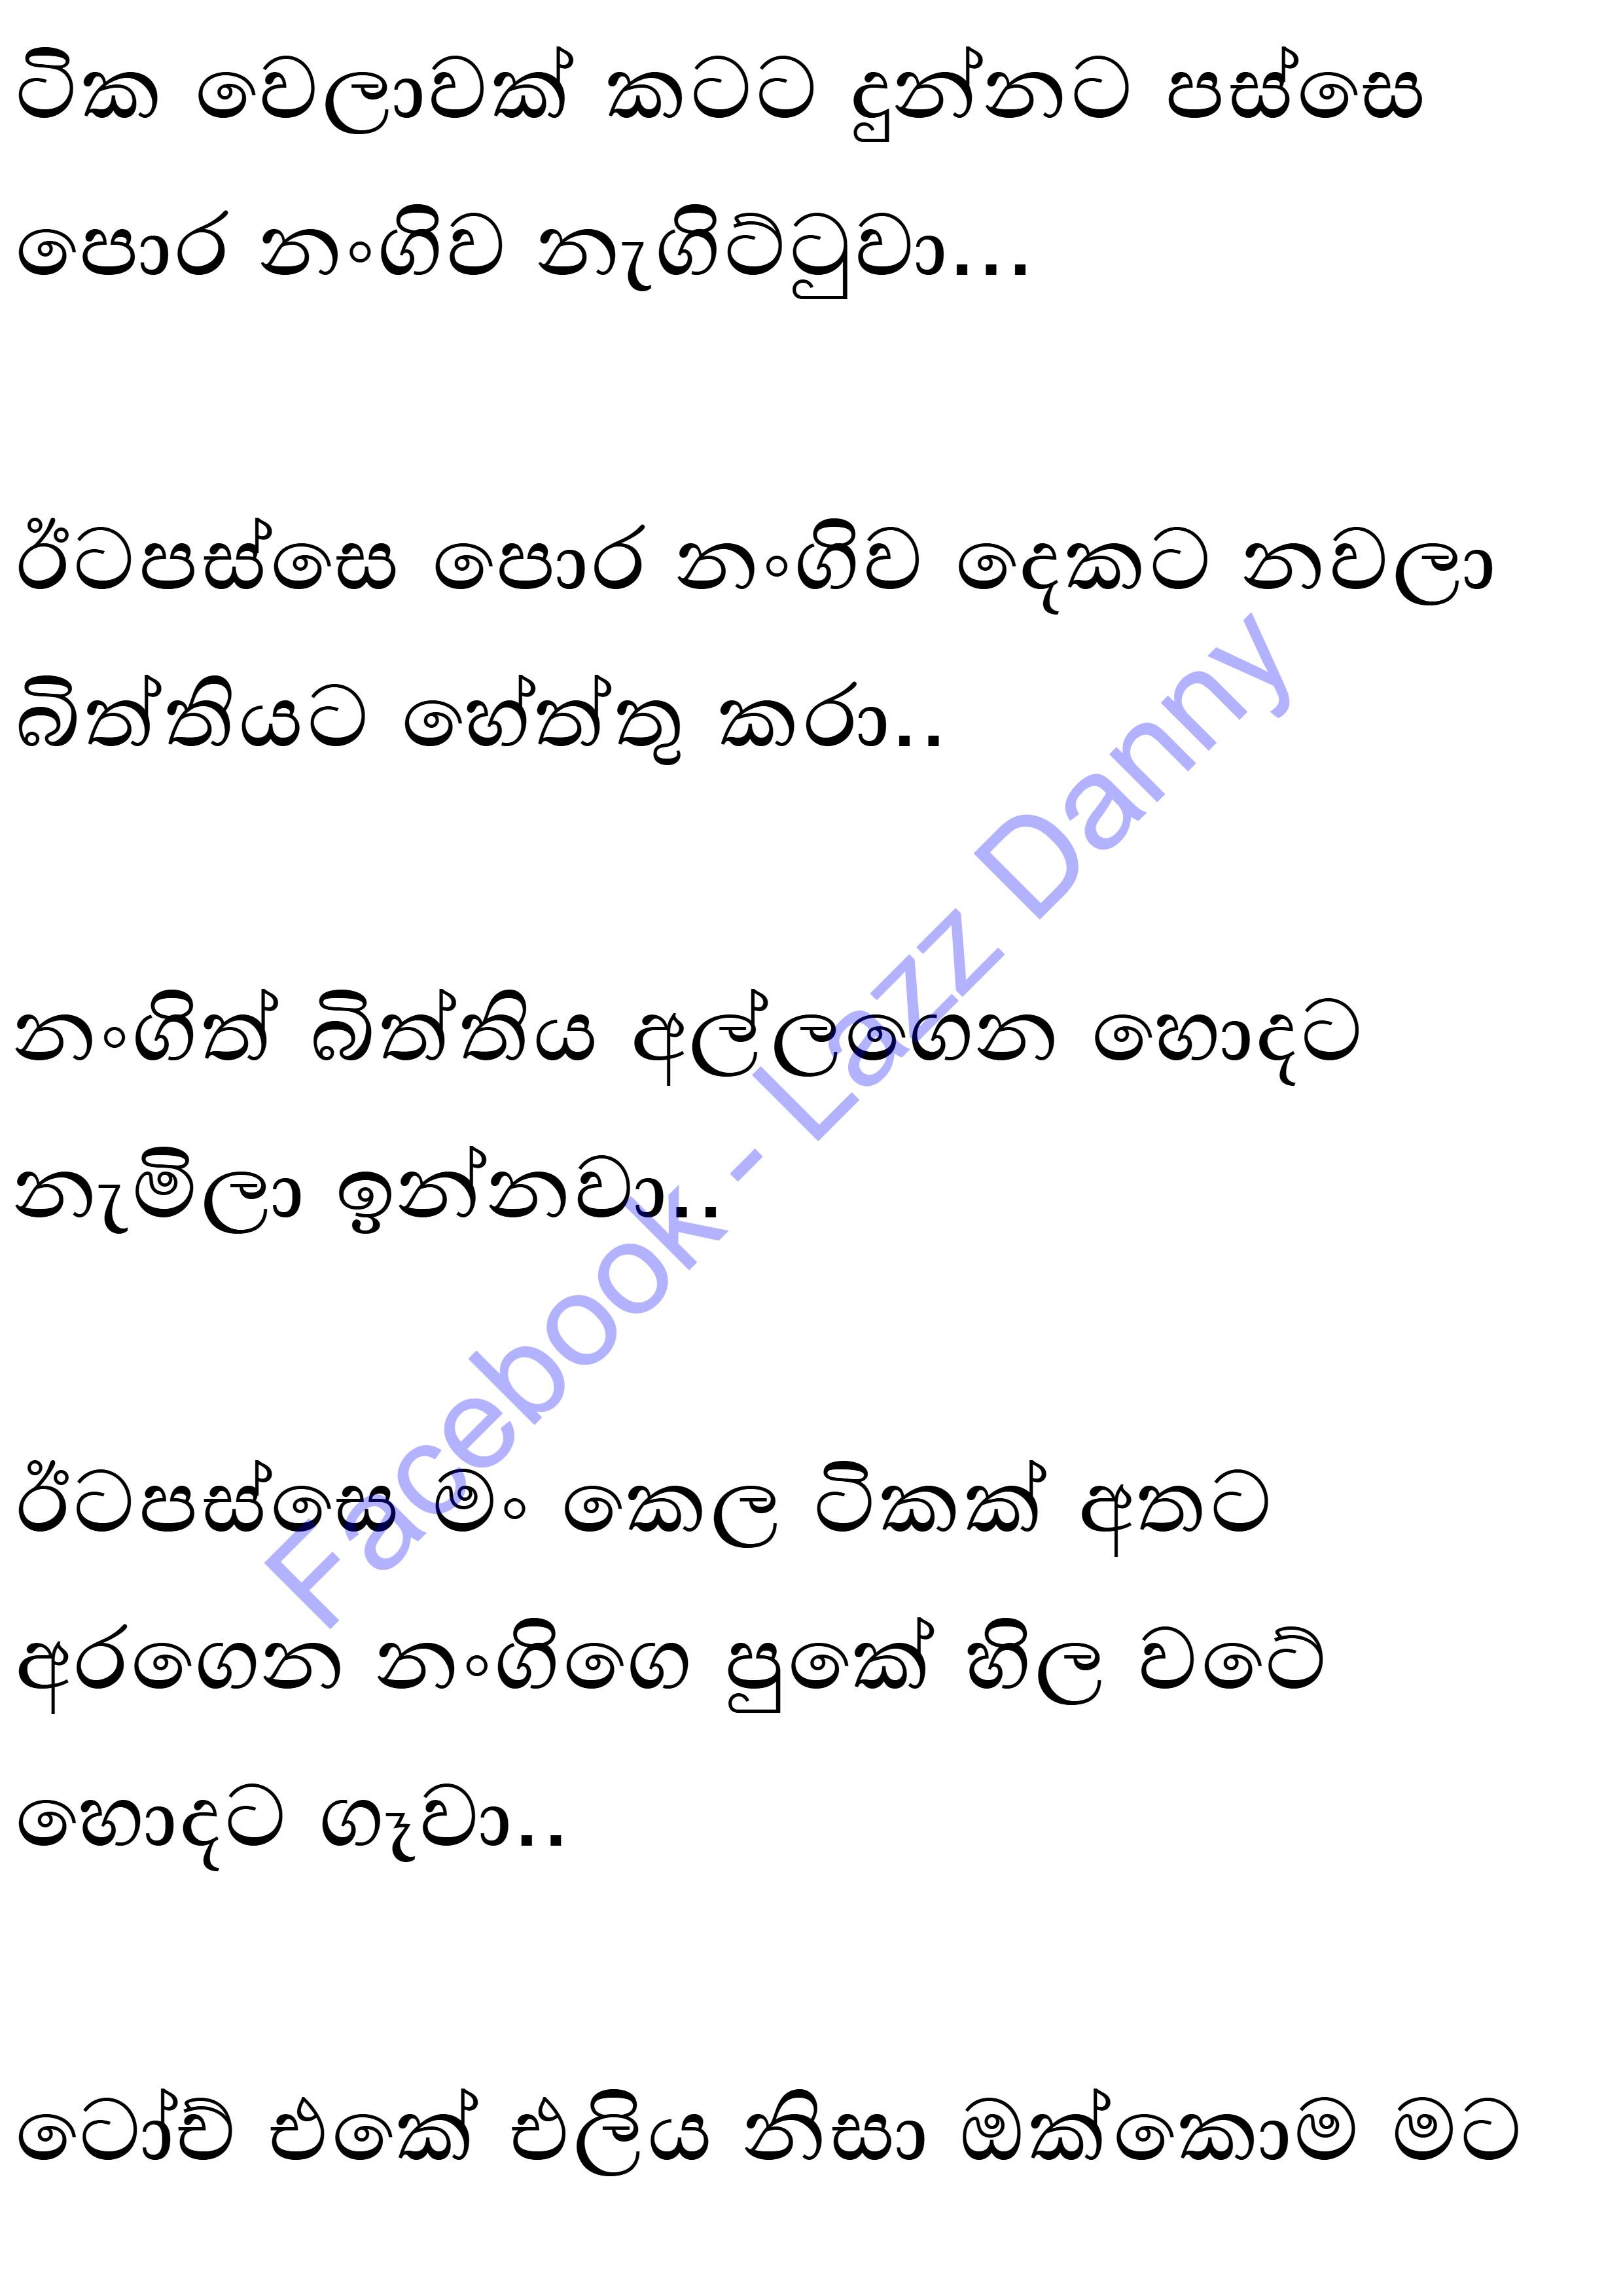 ටික වෙලාවක් කටට දුන්නට පස්සෙ
පොර නංගිව නැගිට්ටුවා...
ඊටපස්සෙ පොර නංගිව දෙකට නවලා
බිත්තියට හේත්තු කරා..
නංගිත් බිත්තිය අල්ලගෙන හොදට
නැමිලා ඉන්නවා..
ඊටපස්සෙ මං කෙල ටිකක් අතට
අරගෙන නංගිගෙ පුකේ හිල වටේ
හොදට ගෑවා..
ටෝච් එකේ එලිය නිසා ඔක්කොම මට
Facebook - Lazz Danny